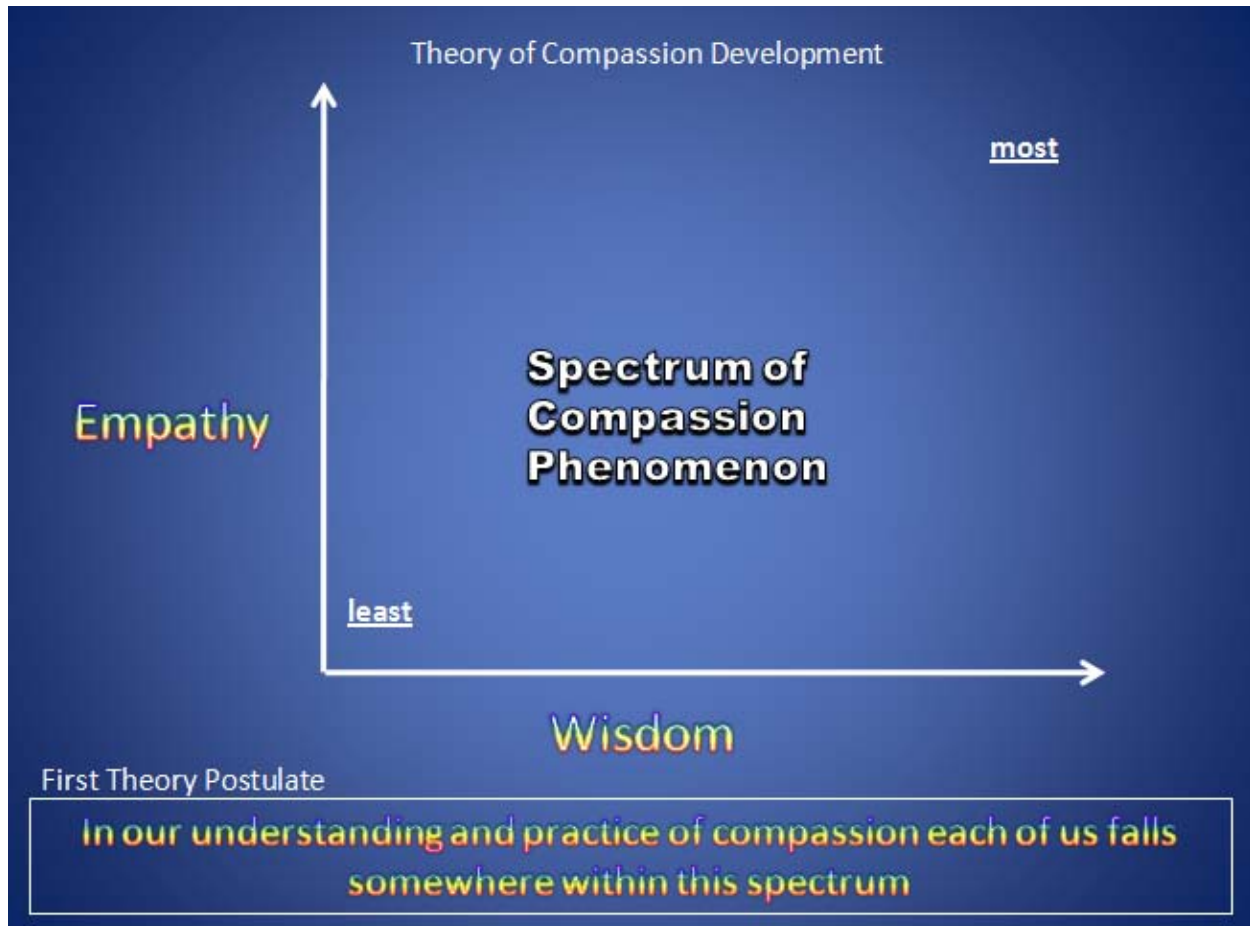 Theory of Compassion Development
most
Spectrum of
Compassion
Phenomenon
Empathy
least
Wisdom
First Theory Postulate
In our understanding and practice of compassion each of us falls
somewhere within this spectrum